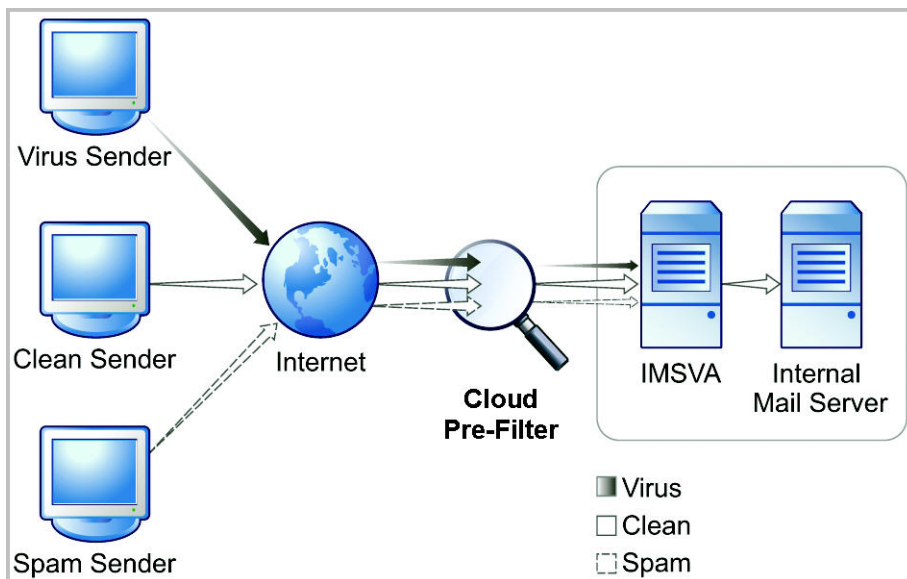 Virus Sender
Clean Sender
Spam Sender
Internet
Cloud
Pre-Filter
IMSVA
Internal
Mail Server
Virus
Clean
Spam